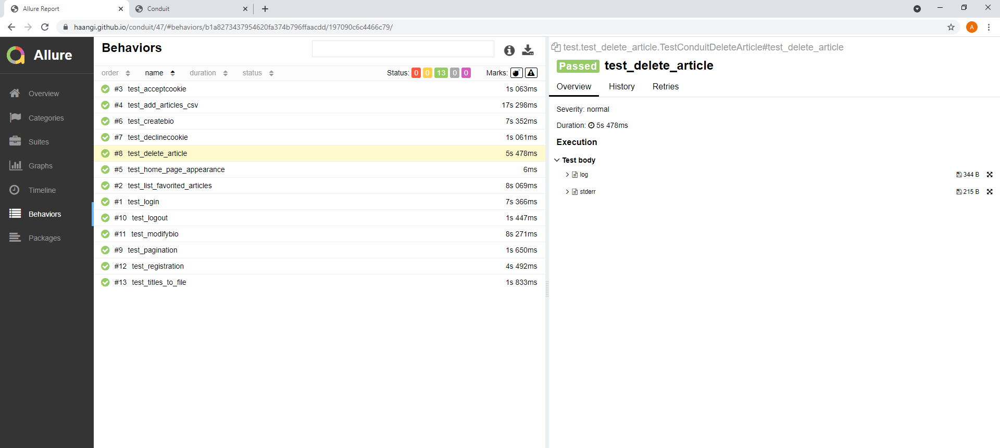 Allure Report
Conduit
haangi.github.io/conduit/47/#behaviors/b1a8273437954620fa374b796ffaacdd/197090c6c4466c79/
A
Allure
Overview
Categories
Suites
Graphs
Timeline
Behaviors
Packages
Behaviors
order name duration status Status: 0 0 13 0 0 Marks:
#3 test_acceptcookie 1s 063ms
#4 test_add_articles_csv 17s 298ms
#6 test_createbio 7s 352ms
#7 test_declinecookie 1s 061ms
#8 test_delete_article 5s 478ms
#5 test_home_page_appearance 6ms
#2 test_list_favorited_articles 8s 069ms
#1 test_login 7s 366ms
#10 test_logout 1s 447ms
#11 test_modifybio 8s 271ms
#9 test_pagination 1s 650ms
#12 test_registration 4s 492ms
#13 test_titles_to_file 1s 833ms
test.test_delete_article.TestConduitDeleteArticle#test_delete_article
Passed test_delete_article
Overview History Retries
Severity: normal
Duration: 5s 478ms
Execution
Test body
log 344 B
stderr 215 B